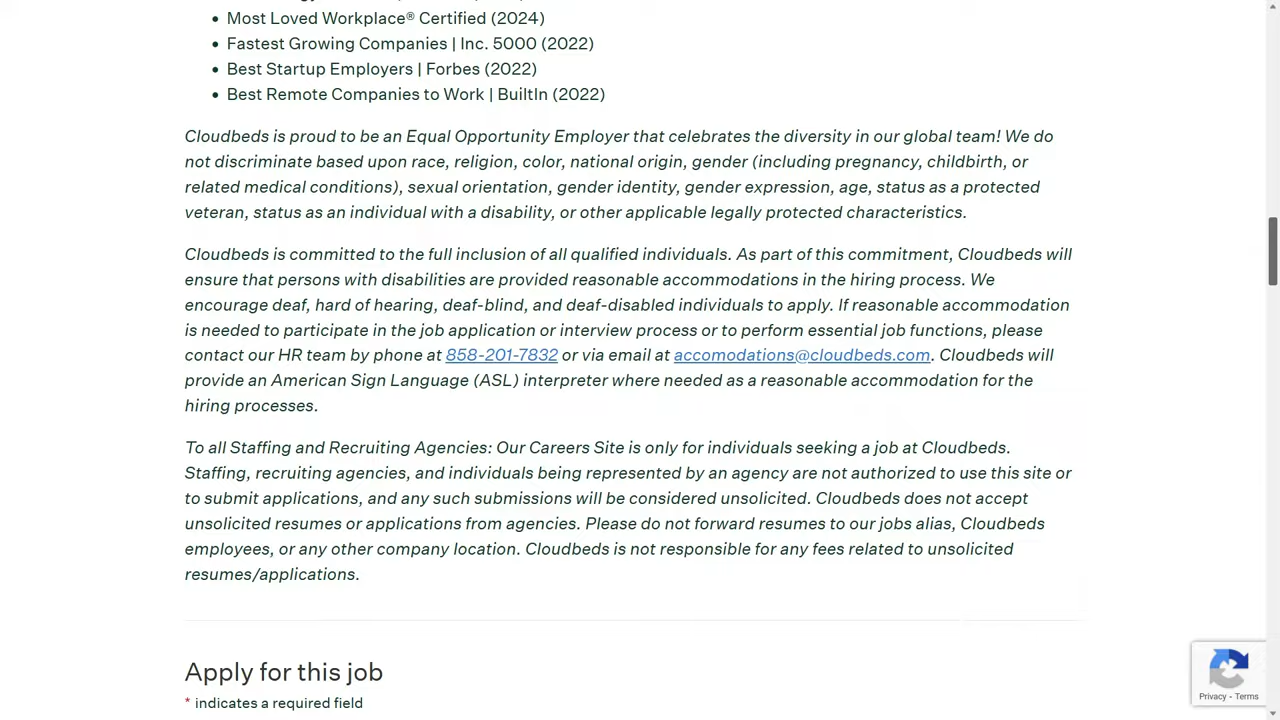 Most Loved Workplace® Certified (2024)
Fastest Growing Companies | Inc. 5000 (2022)
Best Startup Employers | Forbes (2022)
Best Remote Companies to Work | BuiltIn (2022)
Cloudbeds is proud to be an Equal Opportunity Employer that celebrates the diversity in our global team! We do
not discriminate based upon race, religion, color, national origin, gender (including pregnancy, childbirth, or
related medical conditions), sexual orientation, gender identity, gender expression, age, status as a protected
veteran, status as an individual with a disability, or other applicable legally protected characteristics.
Cloudbeds is committed to the full inclusion of all qualified individuals. As part of this commitment, Cloudbeds will
ensure that persons with disabilities are provided reasonable accommodations in the hiring process. We
encourage deaf, hard of hearing, deaf-blind, and deaf-disabled individuals to apply. If reasonable accommodation
is needed to participate in the job application or interview process or to perform essential job functions, please
contact our HR team by phone at 858-201-7832 or via email at accomodations@cloudbeds.com. Cloudbeds will
provide an American Sign Language (ASL) interpreter where needed as a reasonable accommodation for the
hiring processes.
To all Staffing and Recruiting Agencies: Our Careers Site is only for individuals seeking a job at Cloudbeds.
Staffing, recruiting agencies, and individuals being represented by an agency are not authorized to use this site or
to submit applications, and any such submissions will be considered unsolicited. Cloudbeds does not accept
unsolicited resumes or applications from agencies. Please do not forward resumes to our jobs alias, Cloudbeds
employees, or any other company location. Cloudbeds is not responsible for any fees related to unsolicited
resumes/applications.
Apply for this job
* indicates a required field
Privacy - Terms